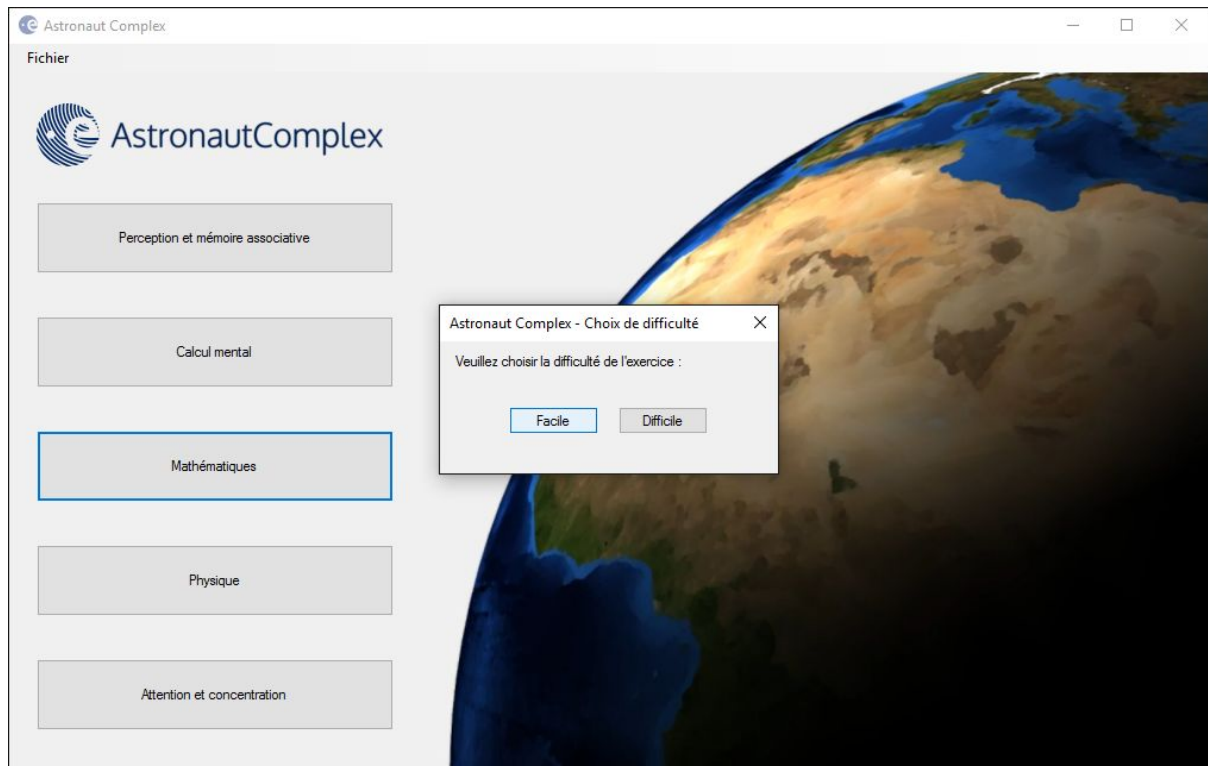 Astronaut Complex
Fichier
AstronautComplex
Perception et mémoire associative
Calcul mental
Mathématiques
Physique
Attention et concentration
Astronaut Complex - Choix de difficulté
Veuillez choisir la difficulté de l'exercice :
Facile Difficile